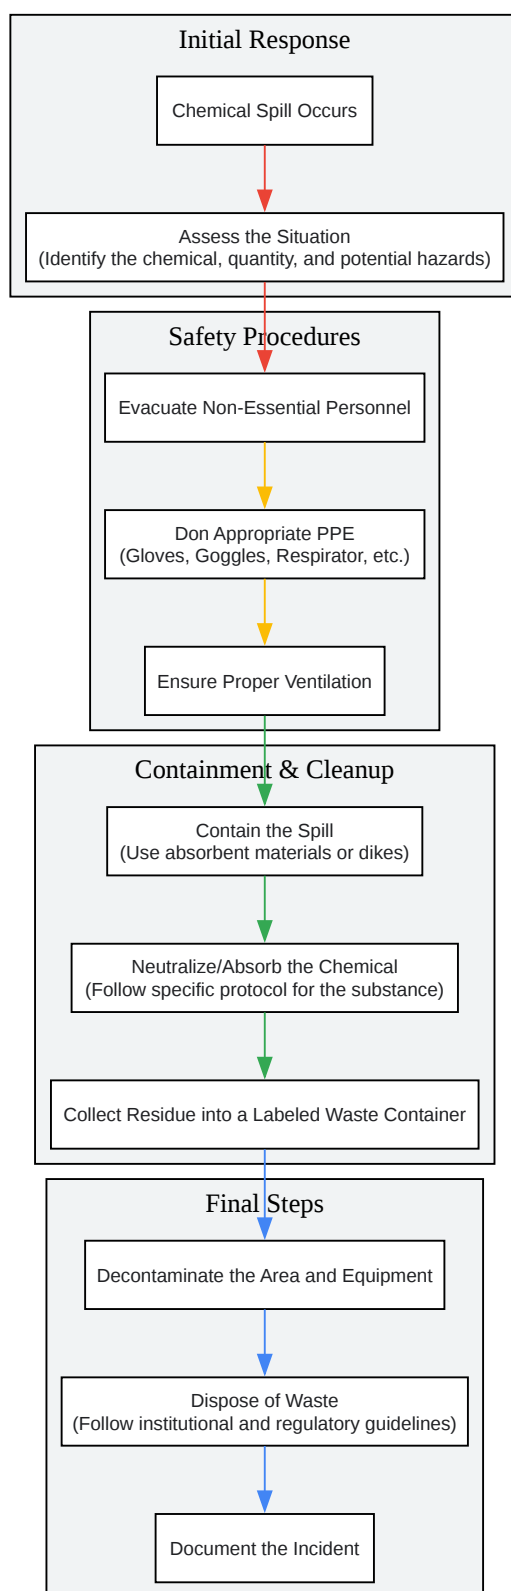 Initial Response
Chemical Spill Occurs
Assess the Situation
(Identify the chemical, quantity, and potential hazards)
Safety Procedures
Evacuate Non-Essential Personnel
Don Appropriate PPE
(Gloves, Goggles, Respirator, etc.)
Ensure Proper Ventilation
Containment & Cleanup
Contain the Spill
(Use absorbent materials or dikes)
Neutralize/Absorb the Chemical
(Follow specific protocol for the substance)
Collect Residue into a Labeled Waste Container
Final Steps
Decontaminate the Area and Equipment
Dispose of Waste
(Follow institutional and regulatory guidelines)
Document the Incident